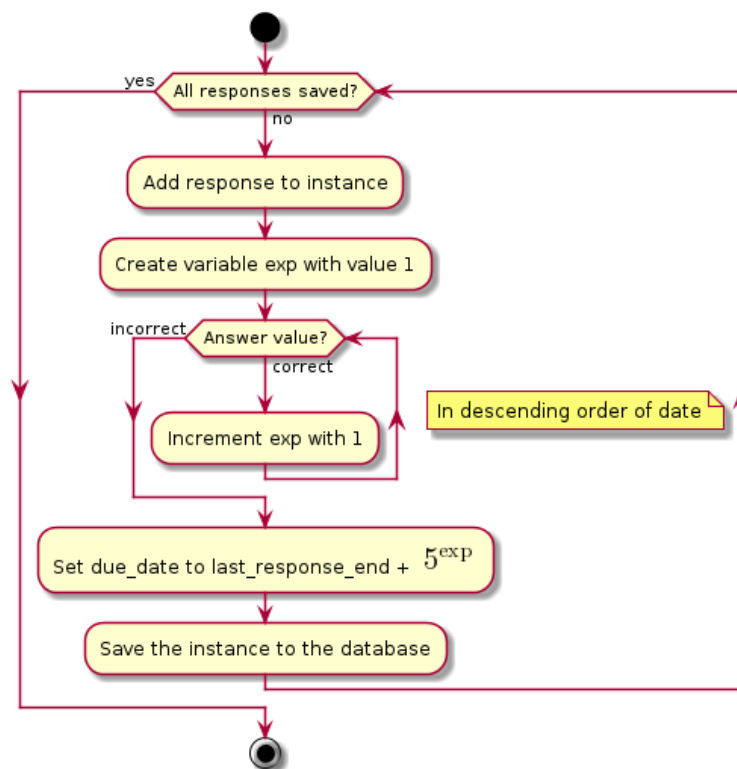 yes
All responses saved?
no
Add response to instance
Create variable exp with value 1
incorrect
Answer value?
correct
In descending order of date
Increment exp with 1
Set due_date to last_response_end + 5^exp
Save the instance to the database